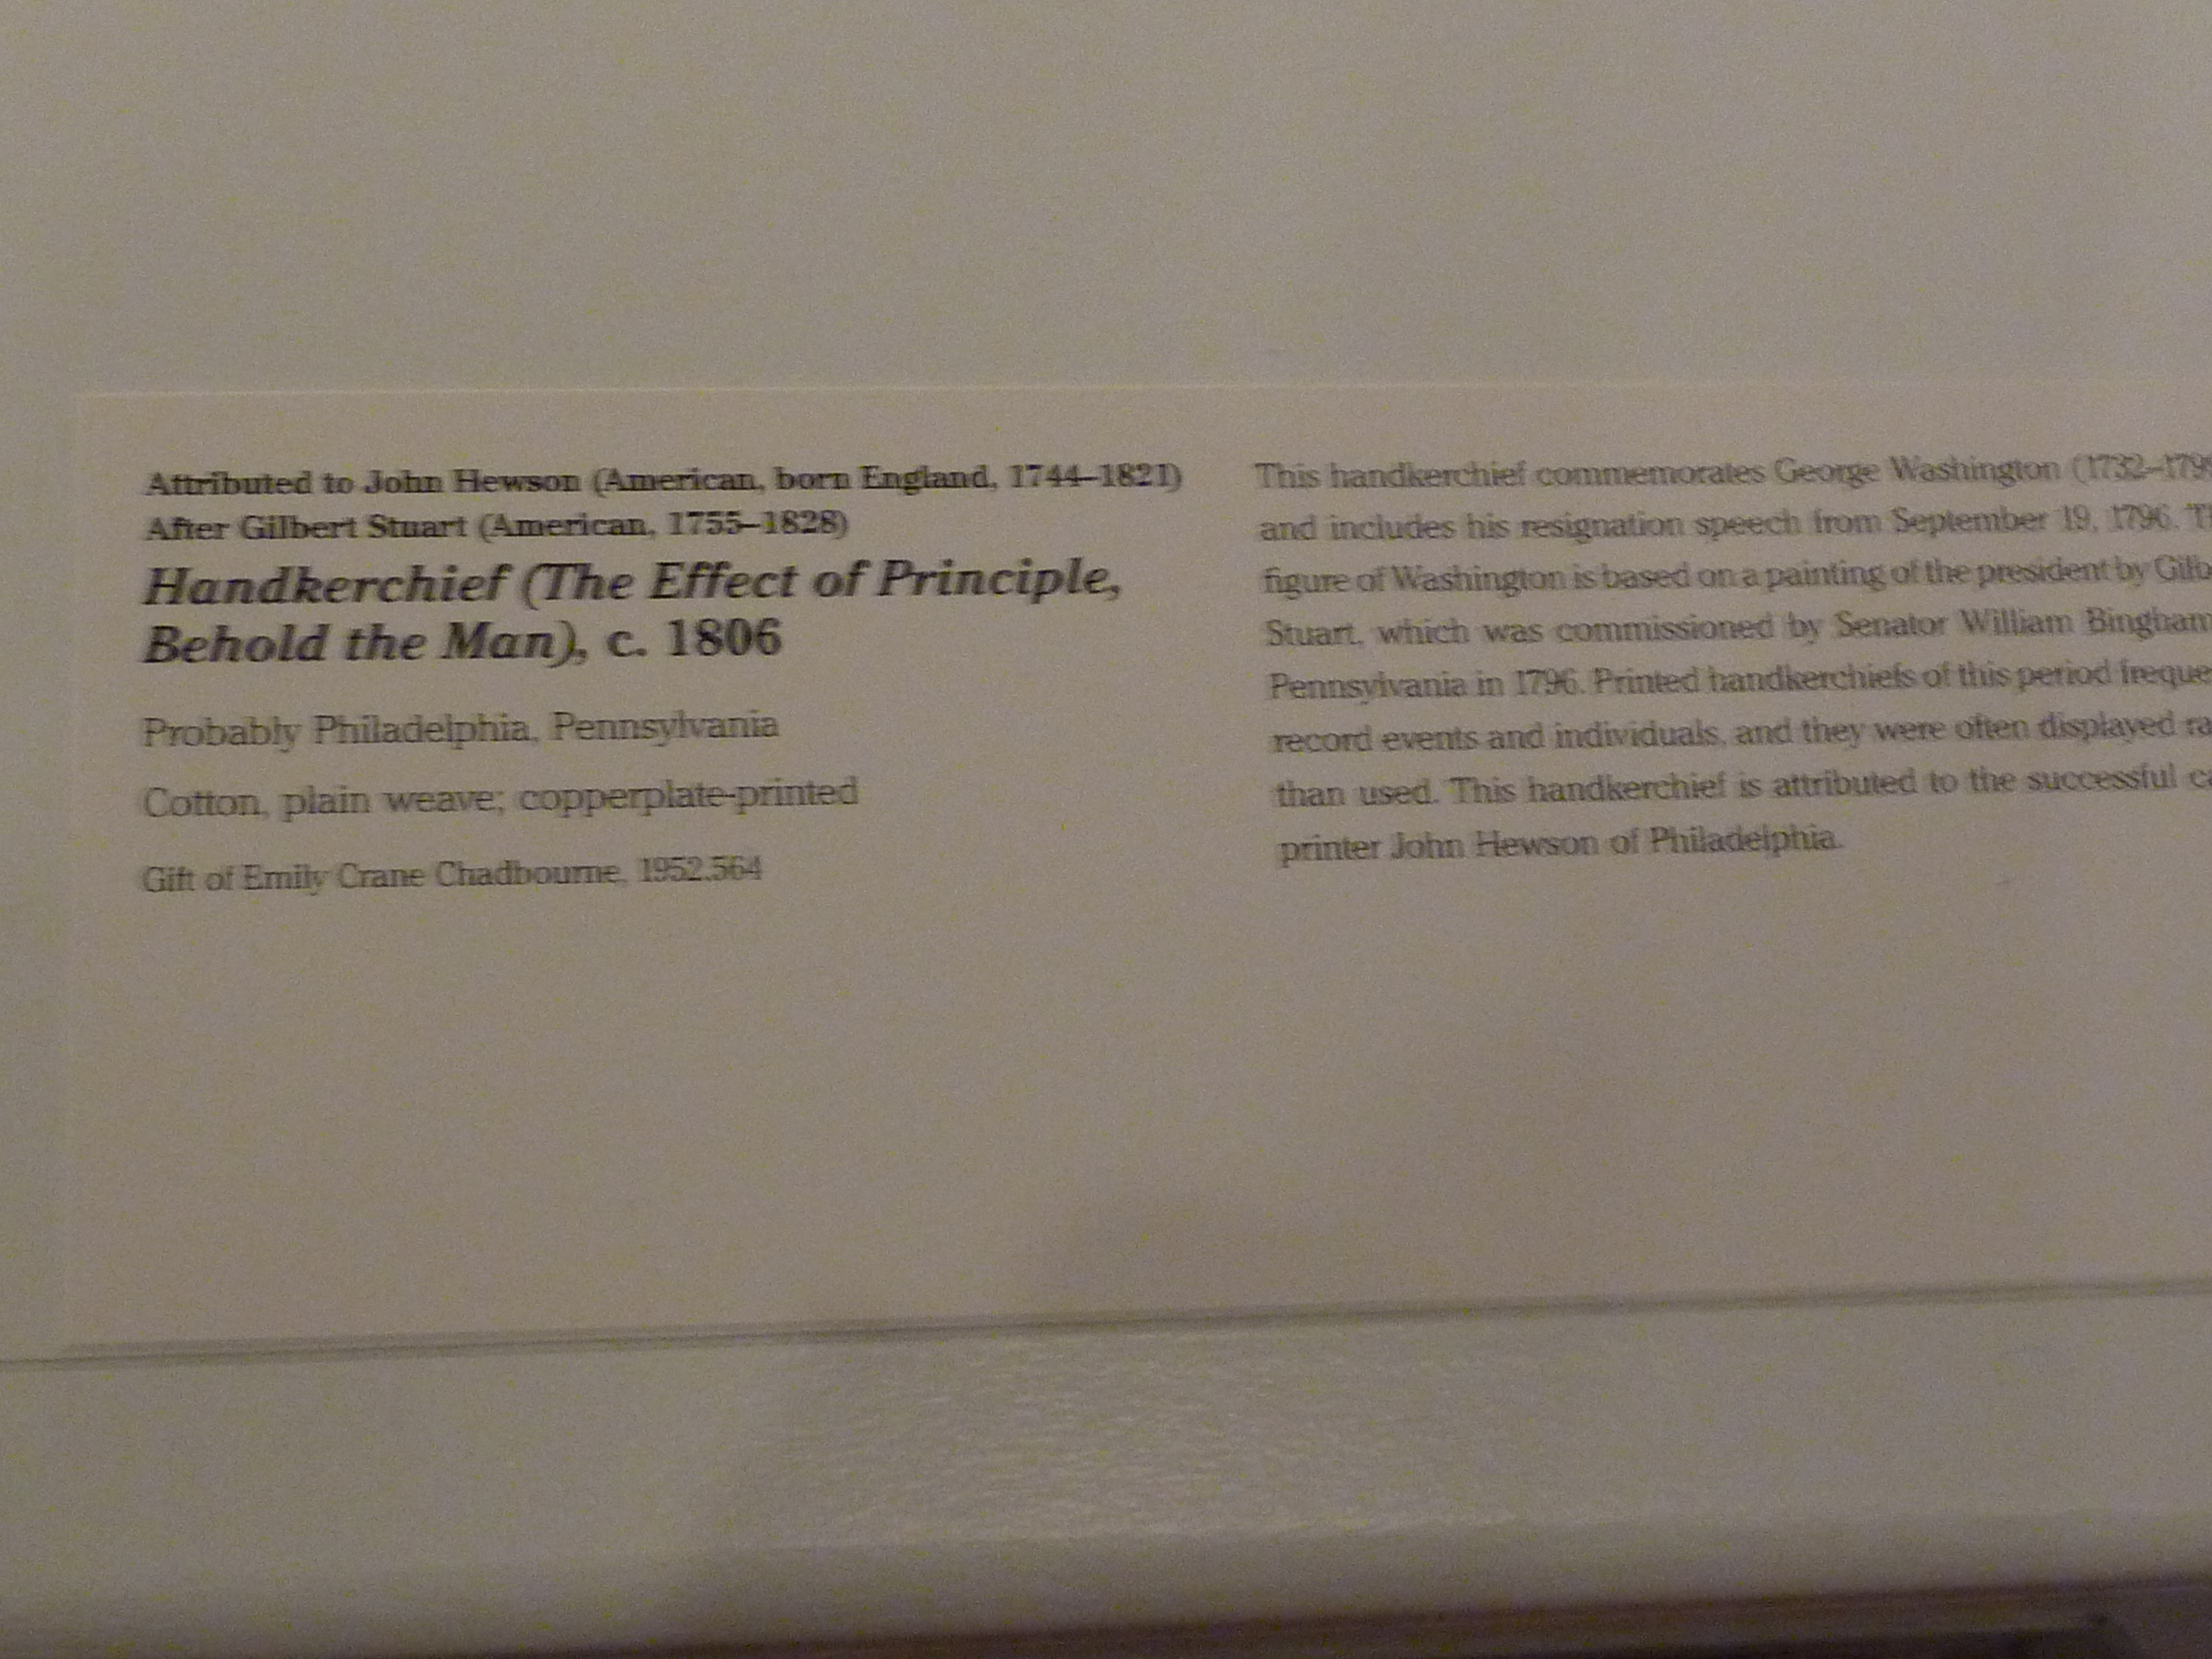 Attributed to John Hewson (American, born England, 1744–1821)
After Gilbert Stuart (American, 1755–1828)
Handkerchief (The Effect of Principle,
Behold the Man), c. 1806
Probably Philadelphia, Pennsylvania
Cotton, plain weave; copperplate-printed
Gift of Emily Crane Chadbourne, 1952.564
This handkerchief commemorates George Washington (1732–179
and includes his resignation speech from September 19, 1796.
figure of Washington is based on a painting of the president by
Stuart, which was commissioned by Senator William Bingham
Pennsylvania in 1796. Printed handkerchiefs of this period
record events and individuals, and they were often displayed
than used. This handkerchief is attributed to the successful
printer John Hewson of Philadelphia.